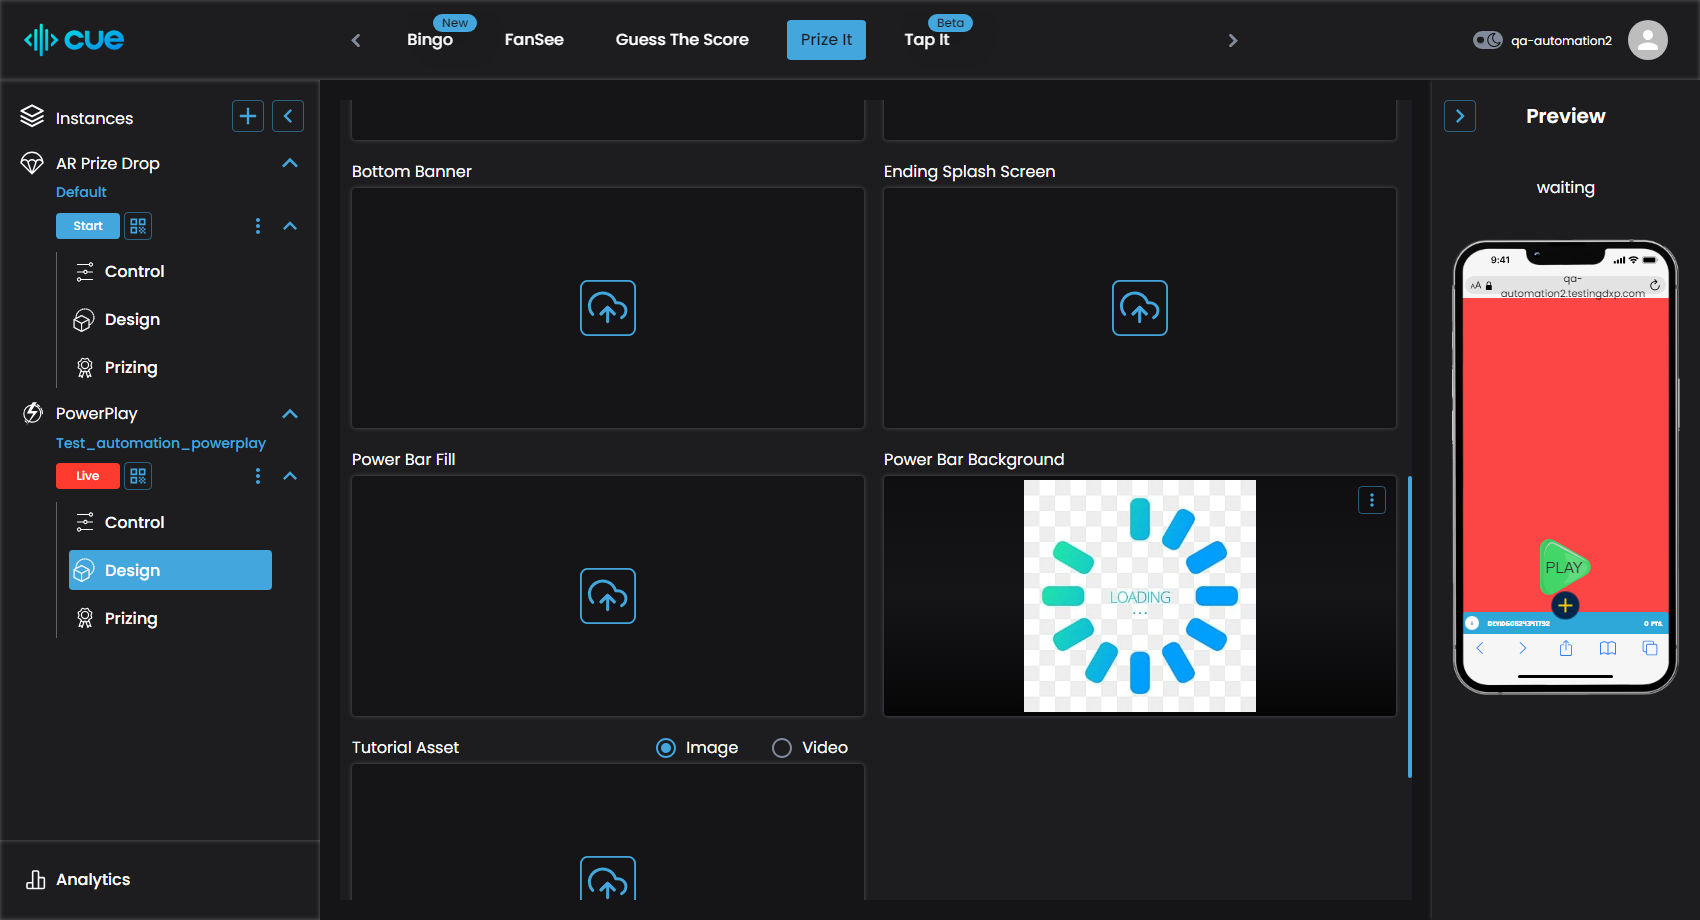 cue
New
Bingo
FanSee
Guess The Score
Prize It
Beta
Tap It
qa-automation2
Instances
AR Prize Drop
Default
Start
Control
Design
Prizing
PowerPlay
Test_automation_powerplay
Live
Control
Design
Prizing
Analytics
Bottom Banner
Ending Splash Screen
Power Bar Fill
Power Bar Background
LOADING
...
Tutorial Asset
Image
Video
Preview
waiting
9:41
AA
qa-
automation2.testingdxp.com
PLAY
DEVID60524341792
0 PTS.